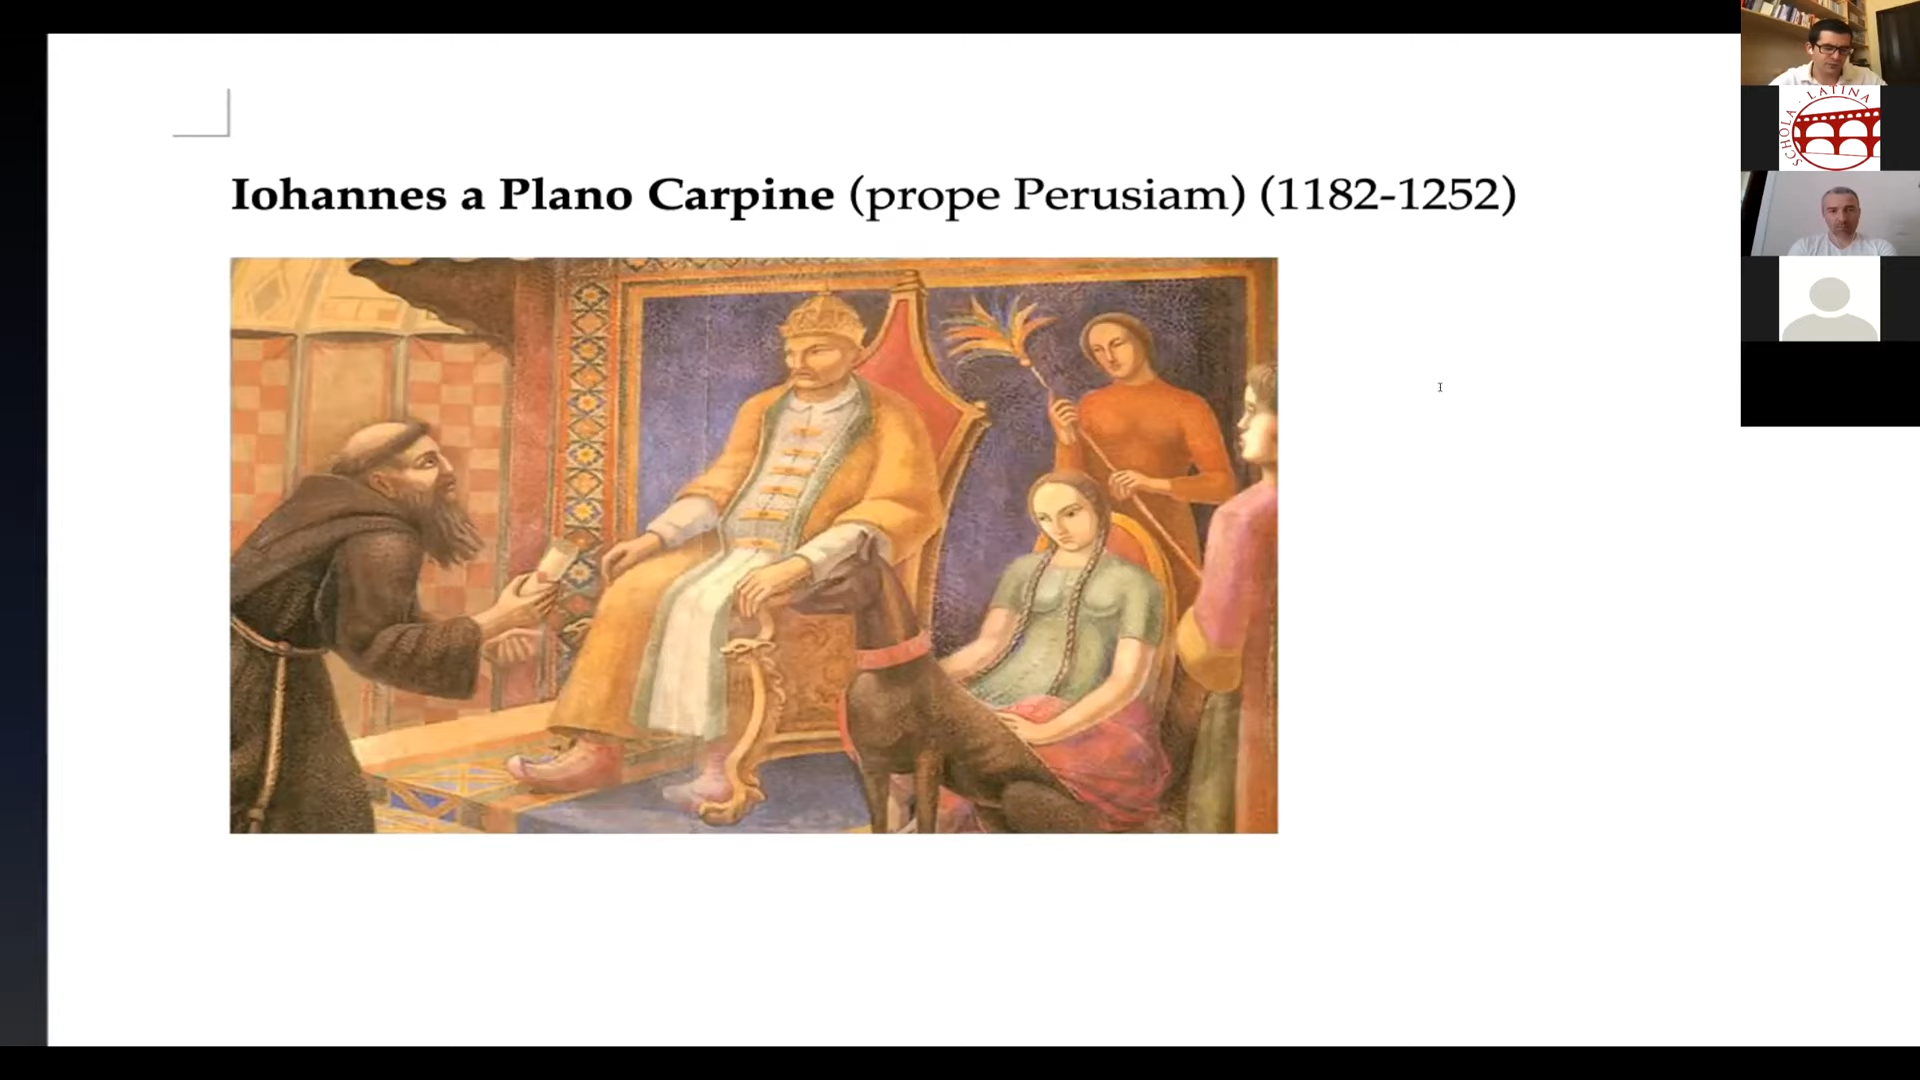 Iohannes a Plano Carpine (prope Perusiam) (1182-1252)
SCHOLA · LATINA